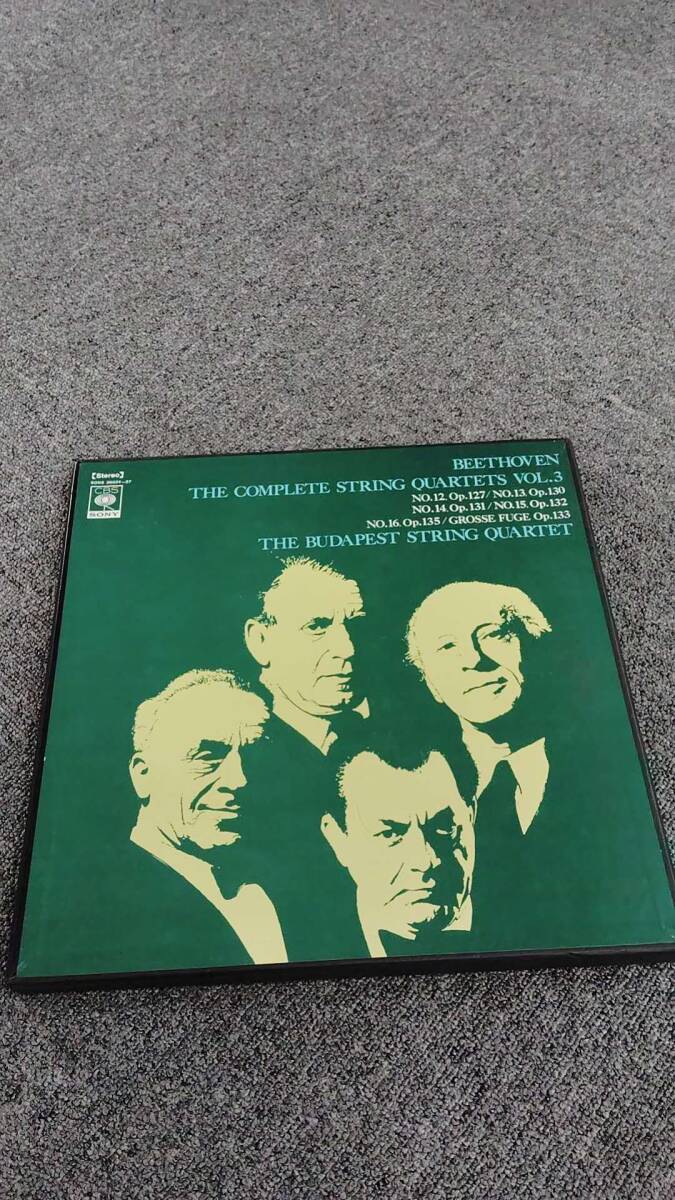 [Stereo]
CBS
SONY
BEETHOVEN
THE COMPLETE STRING QUARTETS VOL.3
NO.12. Op.127/NO.13. Op.130
NO.14. Op.131/NO.15. Op.132
NO.16. Op.135/GROSSE FUGE Op.133
THE BUDAPEST STRING QUARTET